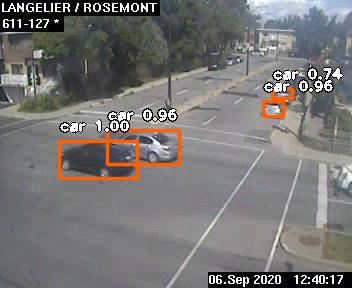 LANGELIER / ROSEMONT
611-127 *
car 0.74
car 0.96
car 0.96
car 1.00
06.Sep 2020 12:40:17